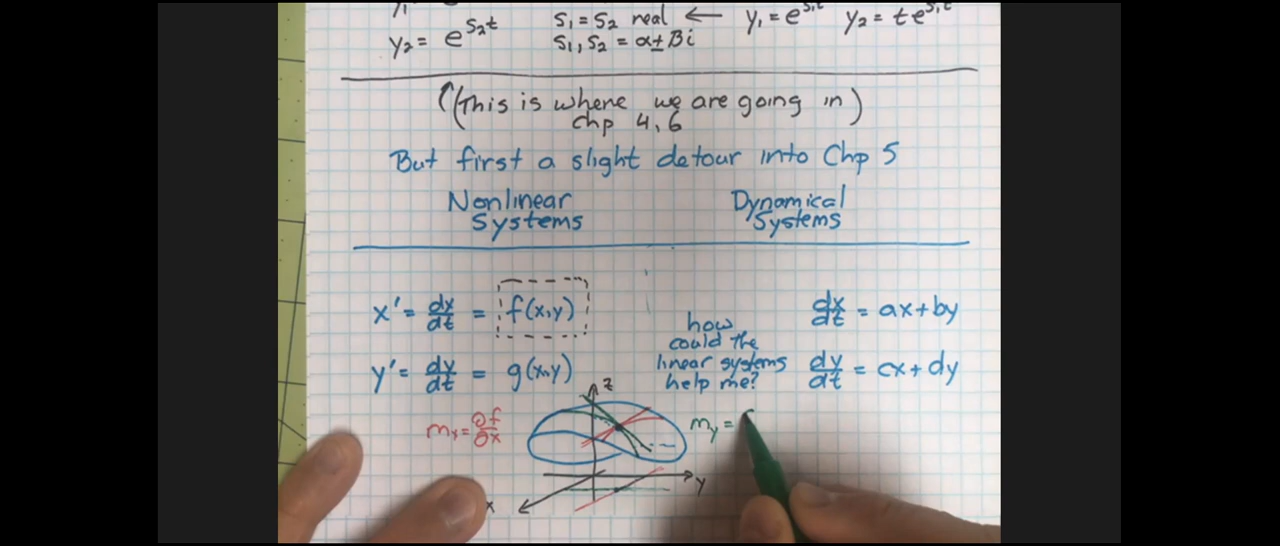 y₂ = e^{s₂t}
s₁ = s₂ real ← y₁ = e^{s₁t} y₂ = te^{s₁t}
s₁, s₂ = α ± Bi
(This is where we are going in)
chp 4, 6
But first a slight detour into Chp 5
Nonlinear
Systems
Dynamical
Systems
x' = dx/dt = f(x,y)
y' = dy/dt = g(x,y)
how
could the
linear systems
help me?
dx/dt = ax+by
dy/dt = cx+dy
mₓ = ∂f/∂x
z
y
x
m_y =